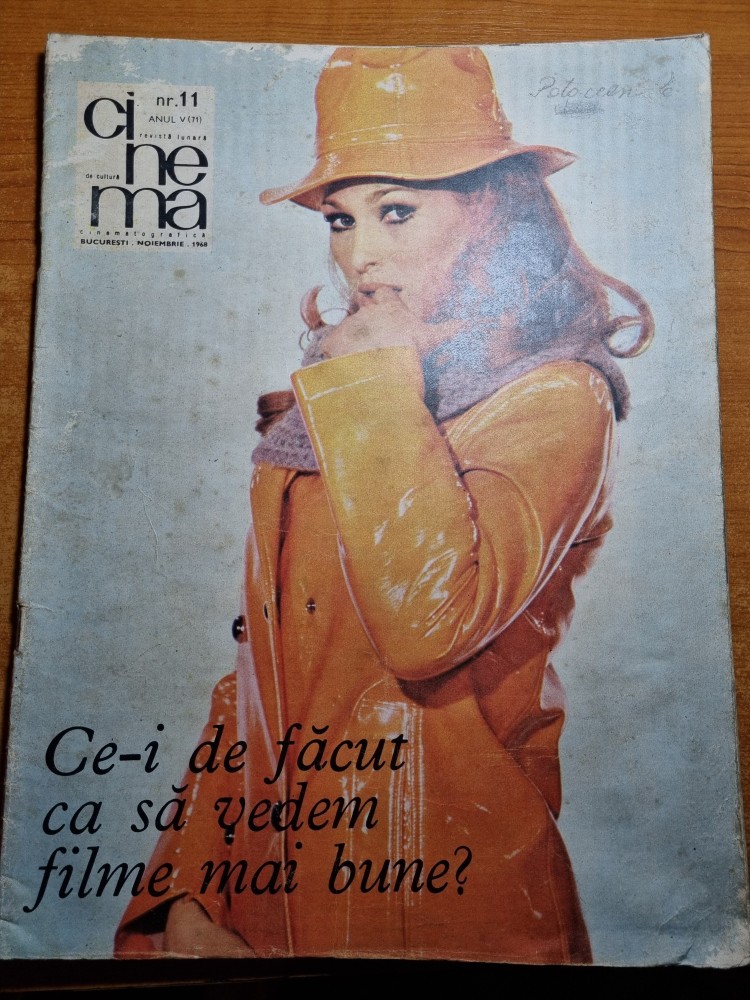 nr. 11
ANUL V (71)
ci
revistă lunară
ne
de cultură
ma
cinematografică
BUCURESTI . NOIEMBRIE . 1968
Ce-i de făcut
ca să vedem
filme mai bune?